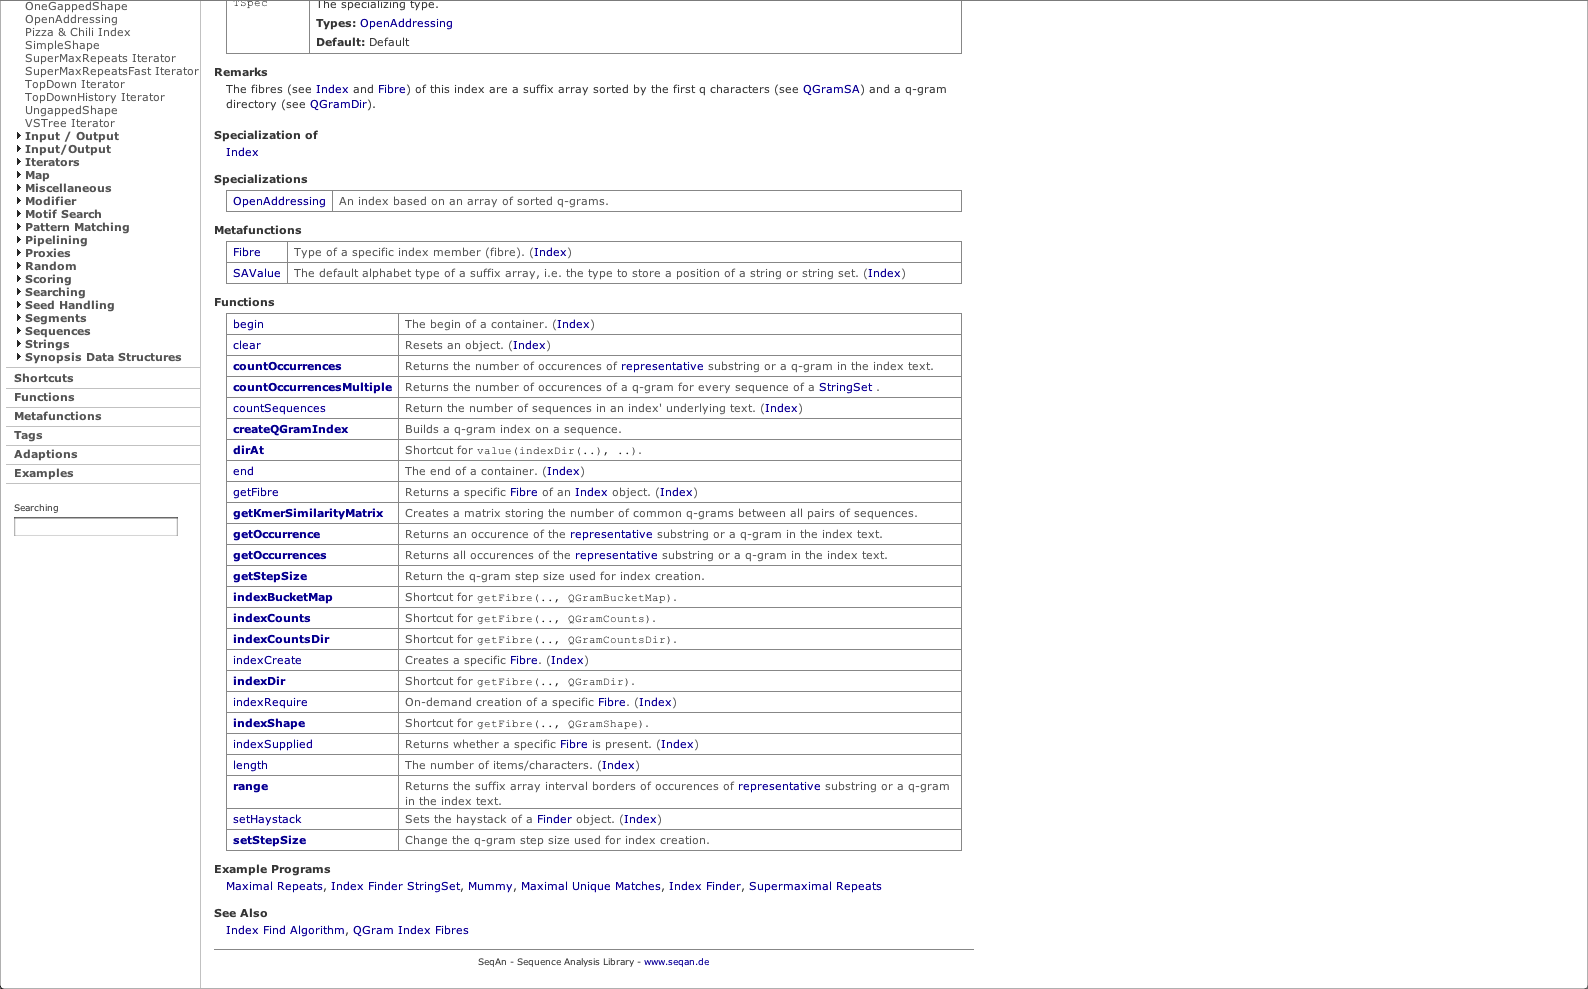 OneGappedShape
OpenAddressing
Pizza & Chili Index
SimpleShape
SuperMaxRepeats Iterator
SuperMaxRepeatsFast Iterator
TopDown Iterator
TopDownHistory Iterator
UngappedShape
VSTree Iterator
Input / Output
Input/Output
Iterators
Map
Miscellaneous
Modifier
Motif Search
Pattern Matching
Pipelining
Proxies
Random
Scoring
Searching
Seed Handling
Segments
Sequences
Strings
Synopsis Data Structures
Shortcuts
Functions
Metafunctions
Tags
Adaptions
Examples
Searching
TSpec The specializing type.
Types: OpenAddressing
Default: Default
Remarks
The fibres (see Index and Fibre) of this index are a suffix array sorted by the first q characters (see QGramSA) and a q-gram
directory (see QGramDir).
Specialization of
Index
Specializations
OpenAddressing An index based on an array of sorted q-grams.
Metafunctions
Fibre Type of a specific index member (fibre). (Index)
SAValue The default alphabet type of a suffix array, i.e. the type to store a position of a string or string set. (Index)
Functions
begin The begin of a container. (Index)
clear Resets an object. (Index)
countOccurrences Returns the number of occurences of representative substring or a q-gram in the index text.
countOccurrencesMultiple Returns the number of occurences of a q-gram for every sequence of a StringSet .
countSequences Return the number of sequences in an index' underlying text. (Index)
createQGramIndex Builds a q-gram index on a sequence.
dirAt Shortcut for value(indexDir(..), ..).
end The end of a container. (Index)
getFibre Returns a specific Fibre of an Index object. (Index)
getKmerSimilarityMatrix Creates a matrix storing the number of common q-grams between all pairs of sequences.
getOccurrence Returns an occurence of the representative substring or a q-gram in the index text.
getOccurrences Returns all occurences of the representative substring or a q-gram in the index text.
getStepSize Return the q-gram step size used for index creation.
indexBucketMap Shortcut for getFibre(.., QGramBucketMap).
indexCounts Shortcut for getFibre(.., QGramCounts).
indexCountsDir Shortcut for getFibre(.., QGramCountsDir).
indexCreate Creates a specific Fibre. (Index)
indexDir Shortcut for getFibre(.., QGramDir).
indexRequire On-demand creation of a specific Fibre. (Index)
indexShape Shortcut for getFibre(.., QGramShape).
indexSupplied Returns whether a specific Fibre is present. (Index)
length The number of items/characters. (Index)
range Returns the suffix array interval borders of occurences of representative substring or a q-gram
in the index text.
setHaystack Sets the haystack of a Finder object. (Index)
setStepSize Change the q-gram step size used for index creation.
Example Programs
Maximal Repeats, Index Finder StringSet, Mummy, Maximal Unique Matches, Index Finder, Supermaximal Repeats
See Also
Index Find Algorithm, QGram Index Fibres
SeqAn - Sequence Analysis Library - www.seqan.de